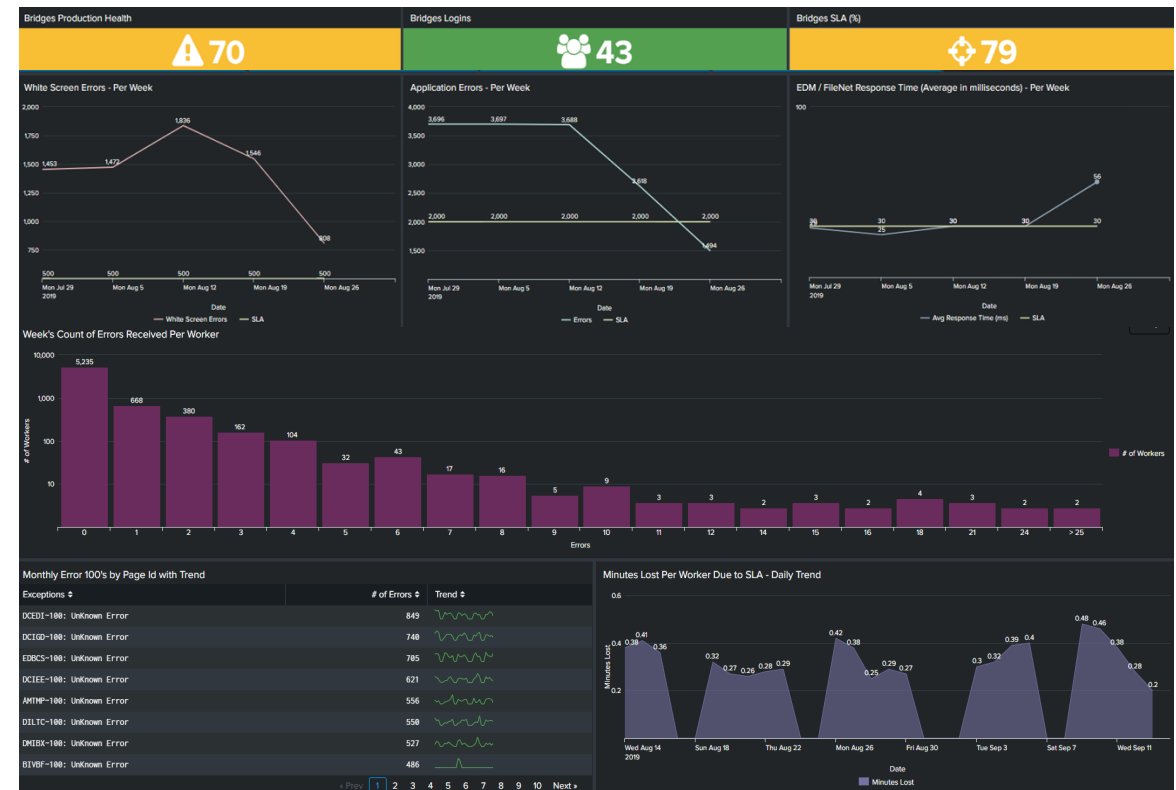 Bridges Production Health
70
Bridges Logins
43
Bridges SLA (%)
79
White Screen Errors - Per Week
2,000
1,750
1,500
1,250
1,000
750
1,453
1,472
1,836
1,546
808
500 500 500 500 500
Mon Jul 29 Mon Aug 5 Mon Aug 12 Mon Aug 19 Mon Aug 26
2019
Date
White Screen Errors SLA
Application Errors - Per Week
4,000
3,500
3,000
2,500
2,000
1,500
3,696 3,697 3,688
2,618
2,000 2,000 2,000 2,000 2,000
1,494
Mon Jul 29 Mon Aug 5 Mon Aug 12 Mon Aug 19 Mon Aug 26
2019
Date
Errors SLA
EDM / FileNet Response Time (Average in milliseconds) - Per Week
100
56
30 30 30 30
25
Mon Jul 29 Mon Aug 5 Mon Aug 12 Mon Aug 19 Mon Aug 26
2019
Date
Avg Response Time (ms) SLA
Week's Count of Errors Received Per Worker
10,000
1,000
100
10
# of Workers
5,235 668 380 162 104 32 43 17 16 5 9 3 3 2 3 2 4 3 2 2
0 1 2 3 4 5 6 7 8 9 10 11 12 14 15 16 18 21 24 > 25
Errors
# of Workers
Monthly Error 100's by Page Id with Trend
Exceptions # of Errors Trend
DCEDI-100: UnKnown Error 849
DCIGD-100: UnKnown Error 740
EDBCS-100: UnKnown Error 705
DCIEE-100: UnKnown Error 621
AMTMP-100: UnKnown Error 556
DILTC-100: UnKnown Error 550
DMIBX-100: UnKnown Error 527
BIVBF-100: UnKnown Error 486
« Prev 1 2 3 4 5 6 7 8 9 10 Next »
Minutes Lost Per Worker Due to SLA - Daily Trend
0.6
0.4
0.2
Minutes Lost
0.38 0.41 0.36 0.32 0.27 0.26 0.28 0.29 0.42 0.38 0.25 0.29 0.27 0.3 0.32 0.39 0.4 0.48 0.46 0.38 0.28 0.2
Wed Aug 14 Sun Aug 18 Thu Aug 22 Mon Aug 26 Fri Aug 30 Tue Sep 3 Sat Sep 7 Wed Sep 11
2019
Date
Minutes Lost